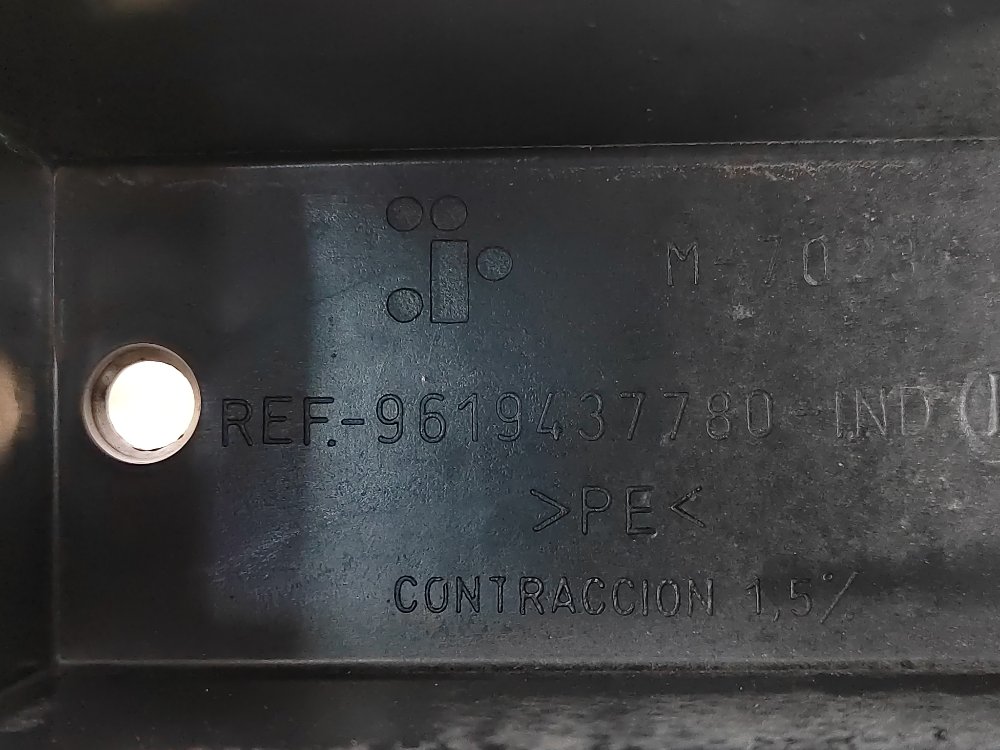 M-7023
REF.-9619437780-IND
>PE<
CONTRACCION 1,5%